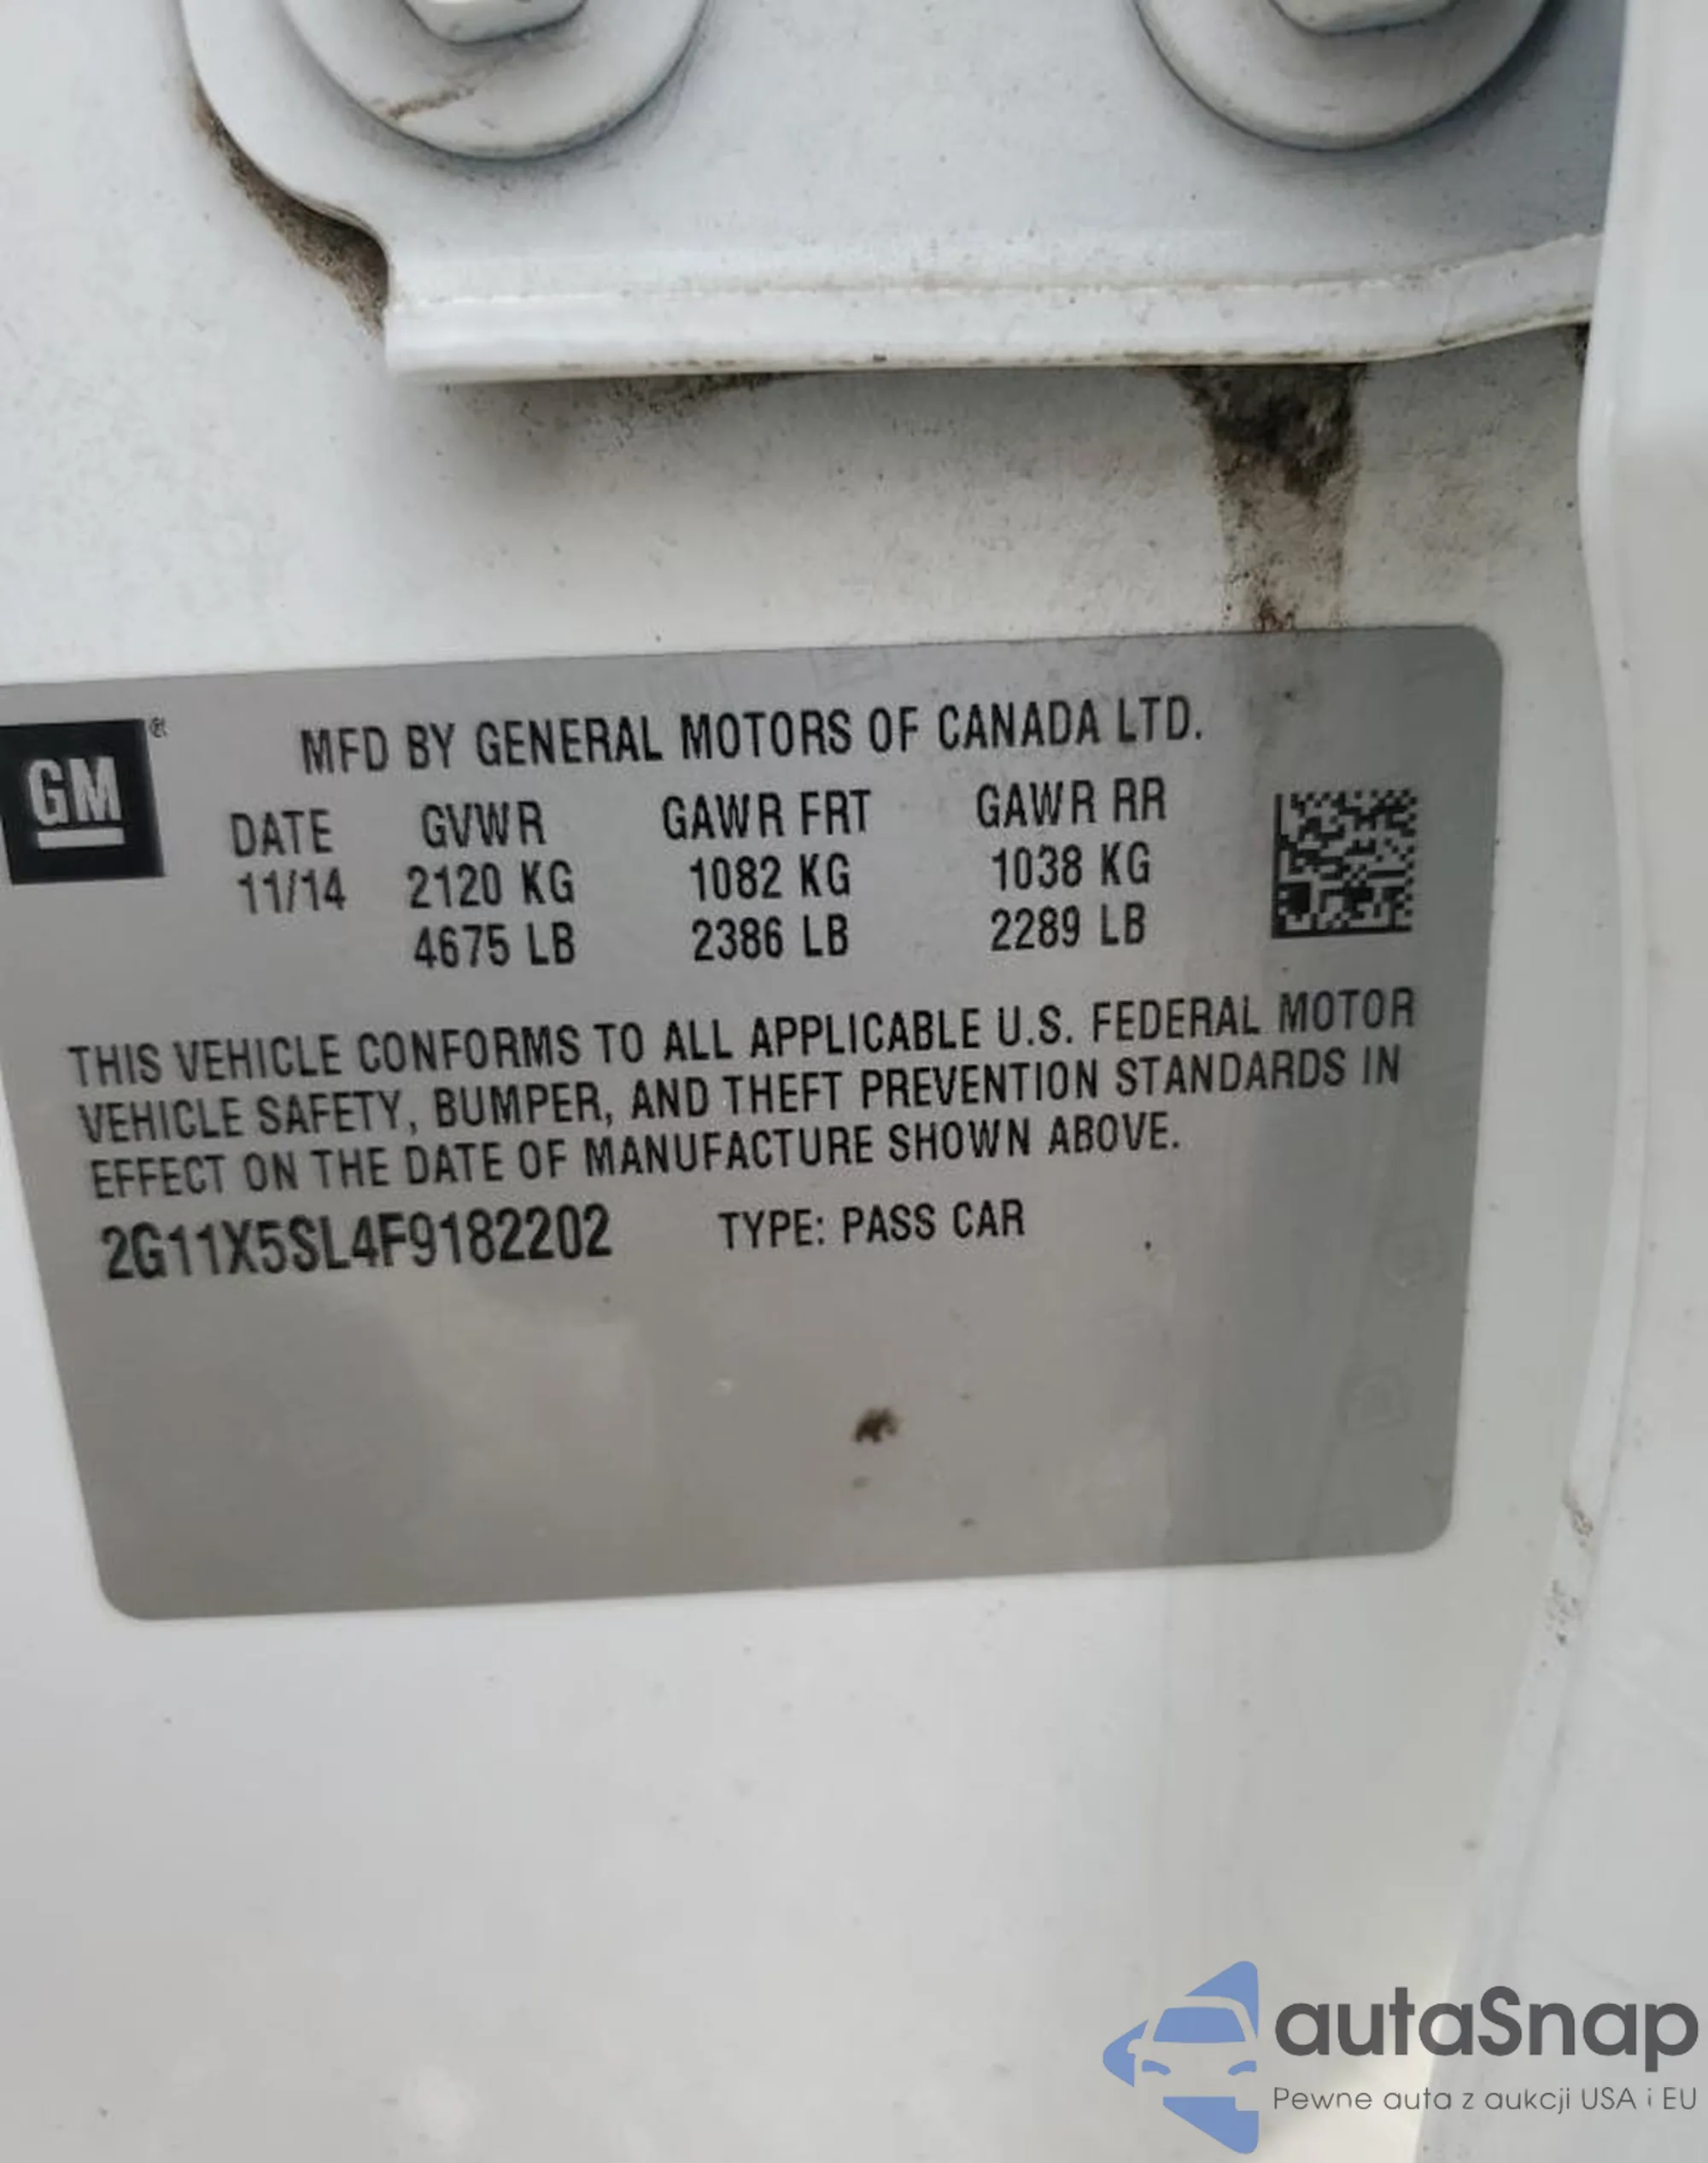 GM ®
MFD BY GENERAL MOTORS OF CANADA LTD.
DATE GVWR GAWR FRT GAWR RR
11/14 2120 KG 1082 KG 1038 KG
4675 LB 2386 LB 2289 LB
THIS VEHICLE CONFORMS TO ALL APPLICABLE U.S. FEDERAL MOTOR
VEHICLE SAFETY, BUMPER, AND THEFT PREVENTION STANDARDS IN
EFFECT ON THE DATE OF MANUFACTURE SHOWN ABOVE.
2G11X5SL4F9182202 TYPE: PASS CAR
autaSnap
Pewne auta z aukcji USA i EU